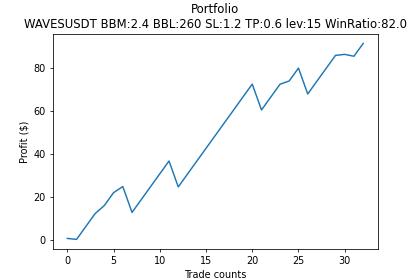 Portfolio
WAVESUSDT BBM:2.4 BBL:260 SL:1.2 TP:0.6 lev:15 WinRatio:82.0
Profit ($)
80
60
40
20
0
0 5 10 15 20 25 30
Trade counts